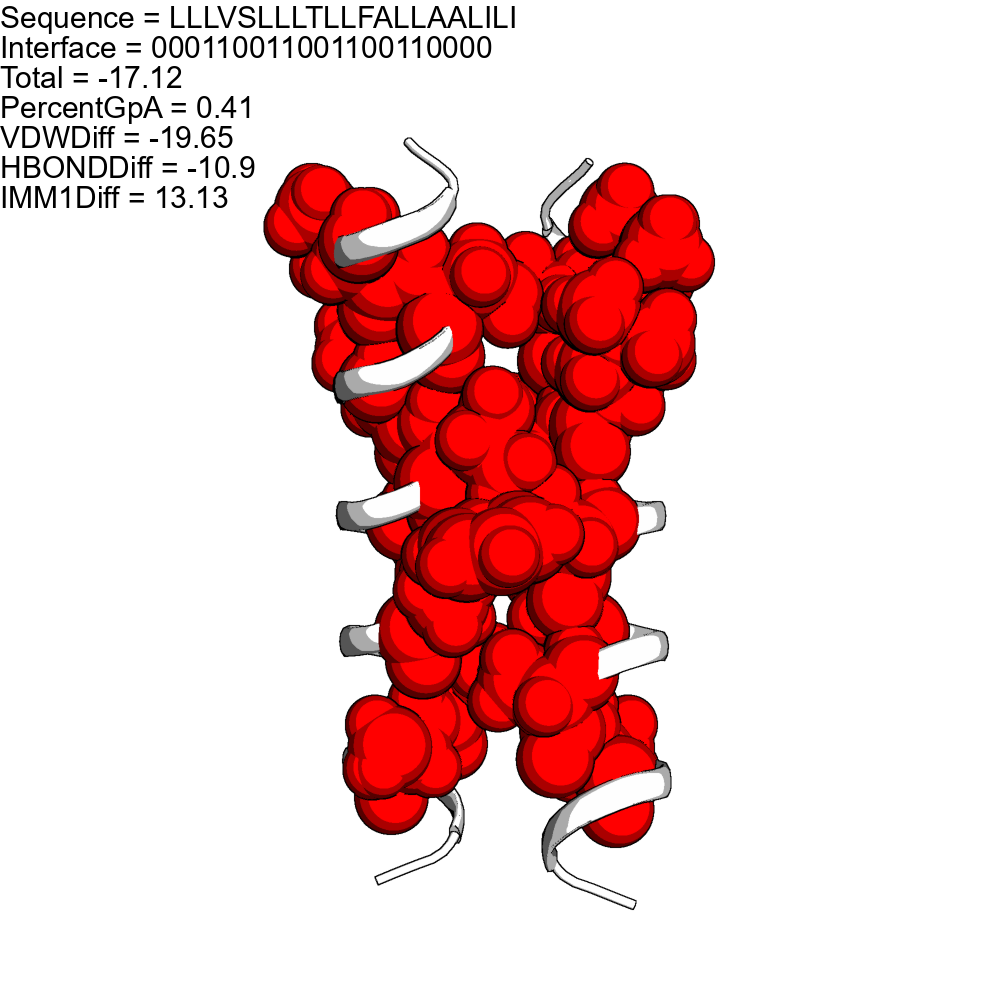 Sequence = LLLVSLLLTLLFALLAALILI
Interface = 000110011001100110000
Total = -17.12
PercentGpA = 0.41
VDWDiff = -19.65
HBONDDiff = -10.9
IMM1Diff = 13.13